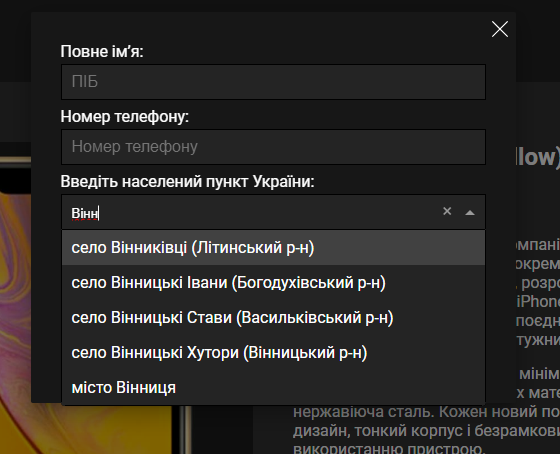 Повне ім’я:
ПІБ
Номер телефону:
Номер телефону
Введіть населений пункт України:
Вінн
село Вінниківці (Літинський р-н)
село Вінницькі Івани (Богодухівський р-н)
село Вінницькі Стави (Васильківський р-н)
село Вінницькі Хутори (Вінницький р-н)
місто Вінниця
llow)
компані
окрем
розро
iPhone
поєдн
тужни
мінім
х мате
нержавіюча сталь. Кожен новий по
дизайн, тонкий корпус і безрамкови
використанню пристрою.